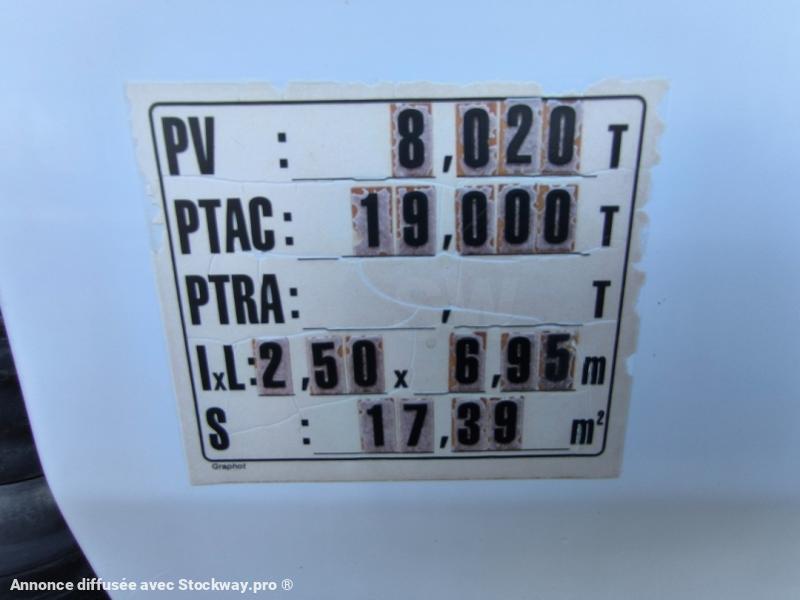 PV : 8,020 T
PTAC: 19,000 T
PTRA: , T
lxL: 2,50 x 6,95 m
S : 17,39 m²
Graphot
Annonce diffusée avec Stockway.pro ®